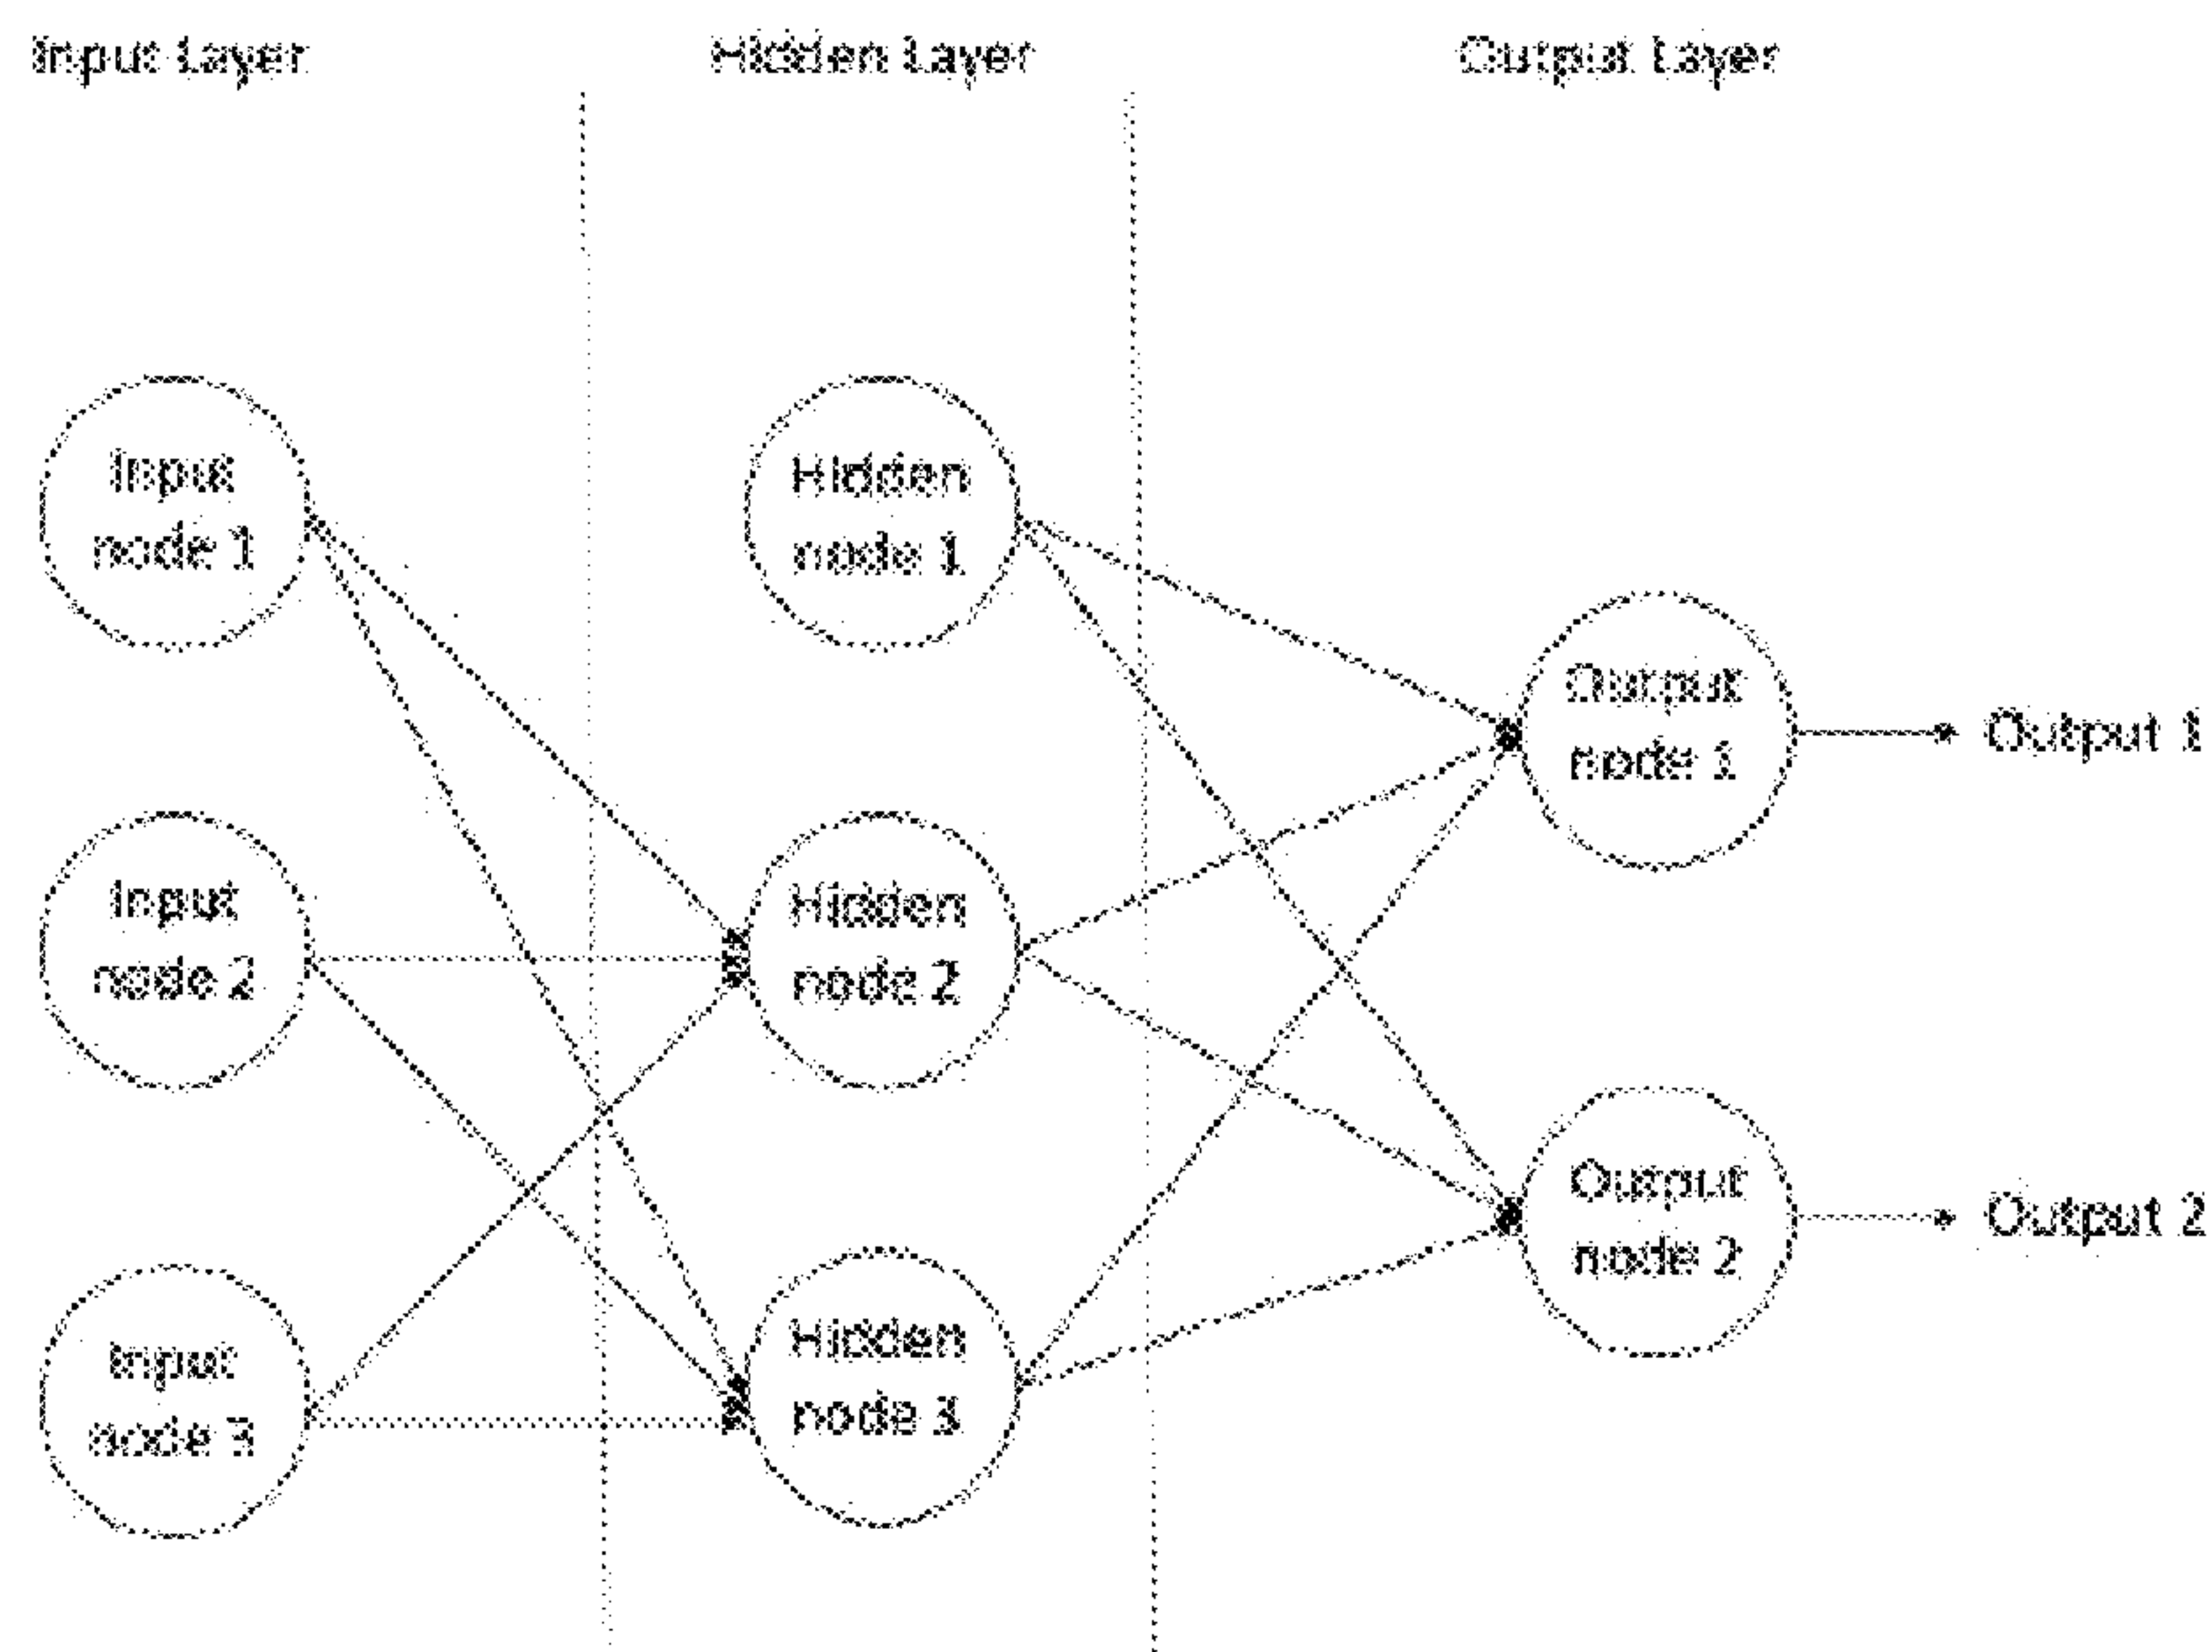 Input Layer
Hidden Layer
Output Layer
Input
node 1
Hidden
node 1
Output
node 1
Output 1
Input
node 2
Hidden
node 2
Output
node 2
Output 2
Input
node 3
Hidden
node 3